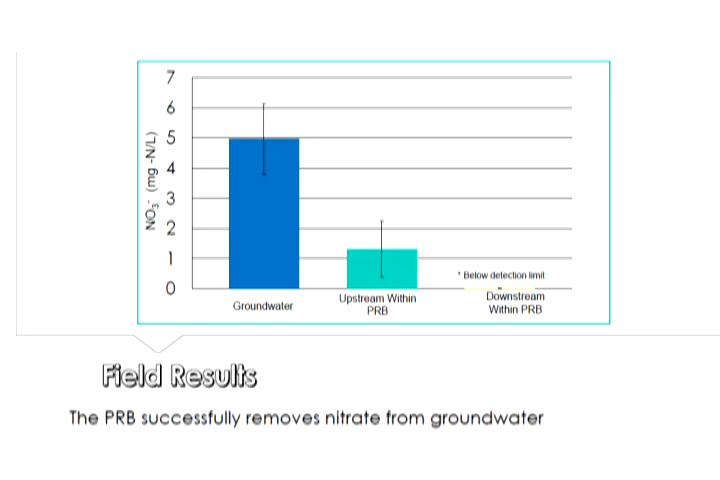 7
6
5
4
3
2
1
0
NO3- (mg -N/L)
* Below detection limit
Groundwater
Upstream Within
PRB
Downstream
Within PRB
Field Results
The PRB successfully removes nitrate from groundwater